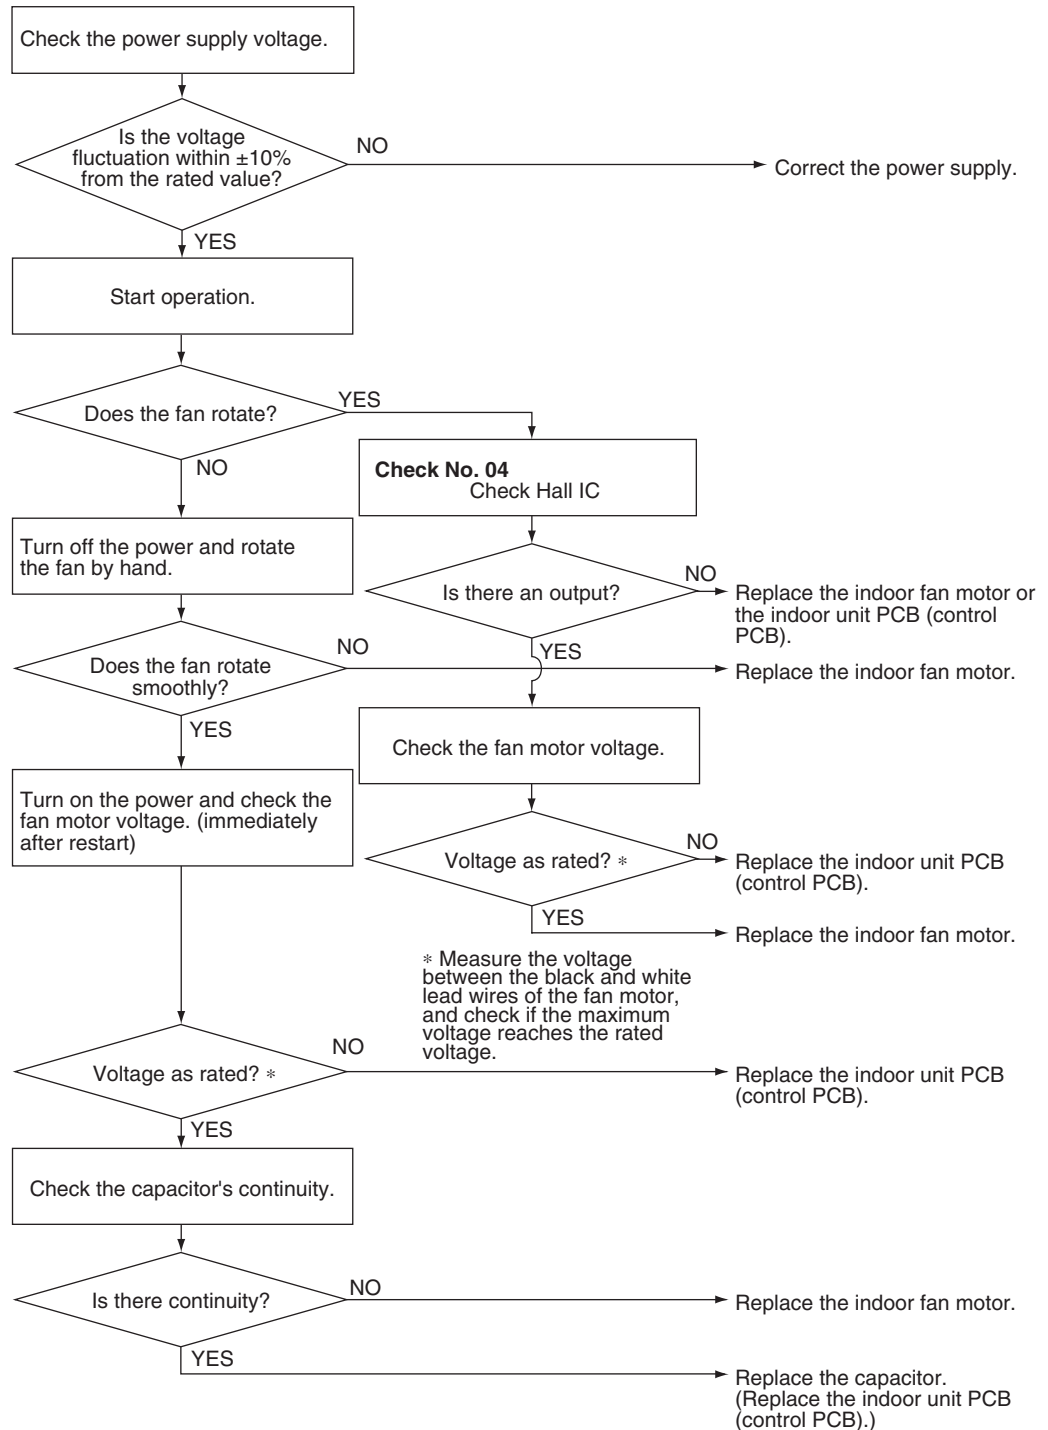 Check the power supply voltage.
Is the voltage
fluctuation within ±10%
from the rated value?
NO
Correct the power supply.
YES
Start operation.
Does the fan rotate?
YES
NO
Check No. 04
Check Hall IC
Turn off the power and rotate
the fan by hand.
Is there an output?
NO
Replace the indoor fan motor or
the indoor unit PCB (control
PCB).
YES
Does the fan rotate
smoothly?
NO
Replace the indoor fan motor.
YES
Check the fan motor voltage.
Turn on the power and check the
fan motor voltage. (immediately
after restart)
Voltage as rated? *
NO
Replace the indoor unit PCB
(control PCB).
YES
Replace the indoor fan motor.
* Measure the voltage
between the black and white
lead wires of the fan motor,
and check if the maximum
voltage reaches the rated
voltage.
Voltage as rated? *
NO
Replace the indoor unit PCB
(control PCB).
YES
Check the capacitor's continuity.
Is there continuity?
NO
Replace the indoor fan motor.
YES
Replace the capacitor.
(Replace the indoor unit PCB
(control PCB).)